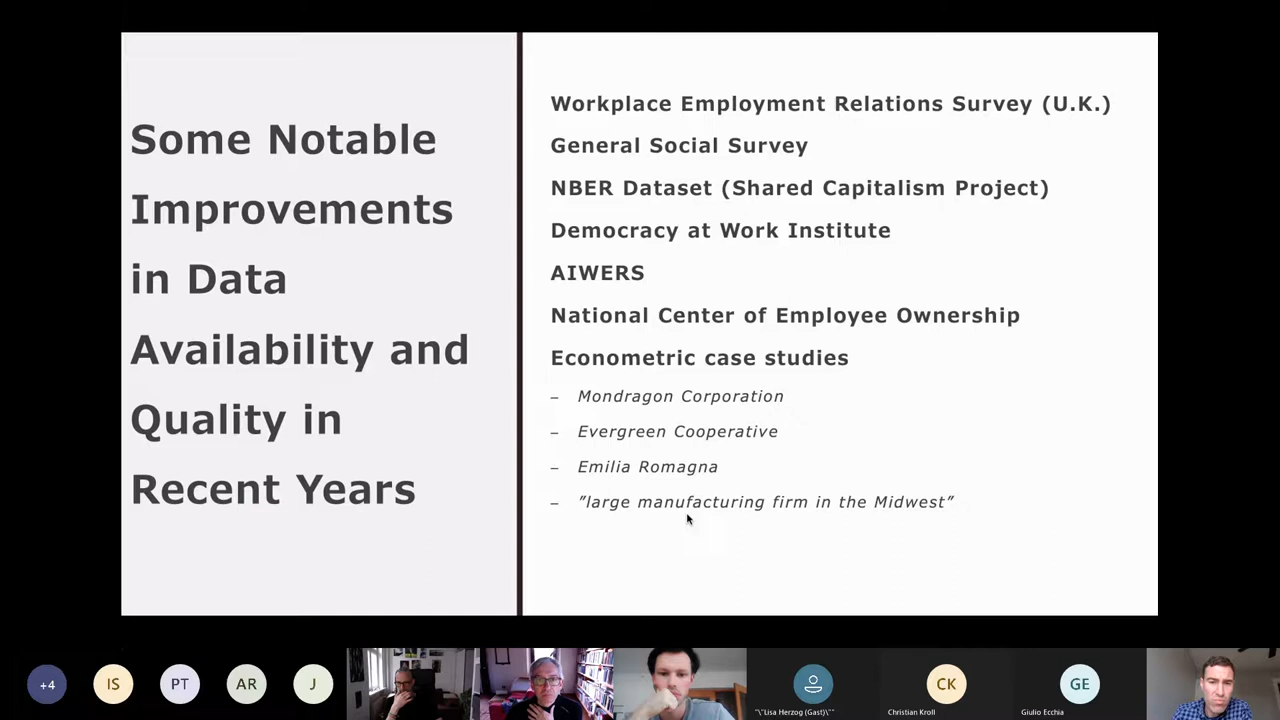 Some Notable
Improvements
in Data
Availability and
Quality in
Recent Years
Workplace Employment Relations Survey (U.K.)
General Social Survey
NBER Dataset (Shared Capitalism Project)
Democracy at Work Institute
AIWERS
National Center of Employee Ownership
Econometric case studies
– Mondragon Corporation
– Evergreen Cooperative
– Emilia Romagna
– ”large manufacturing firm in the Midwest”
+4
IS
PT
AR
J
"\"Lisa Herzog (Gast)\""
CK
Christian Kroll
GE
Giulio Ecchia